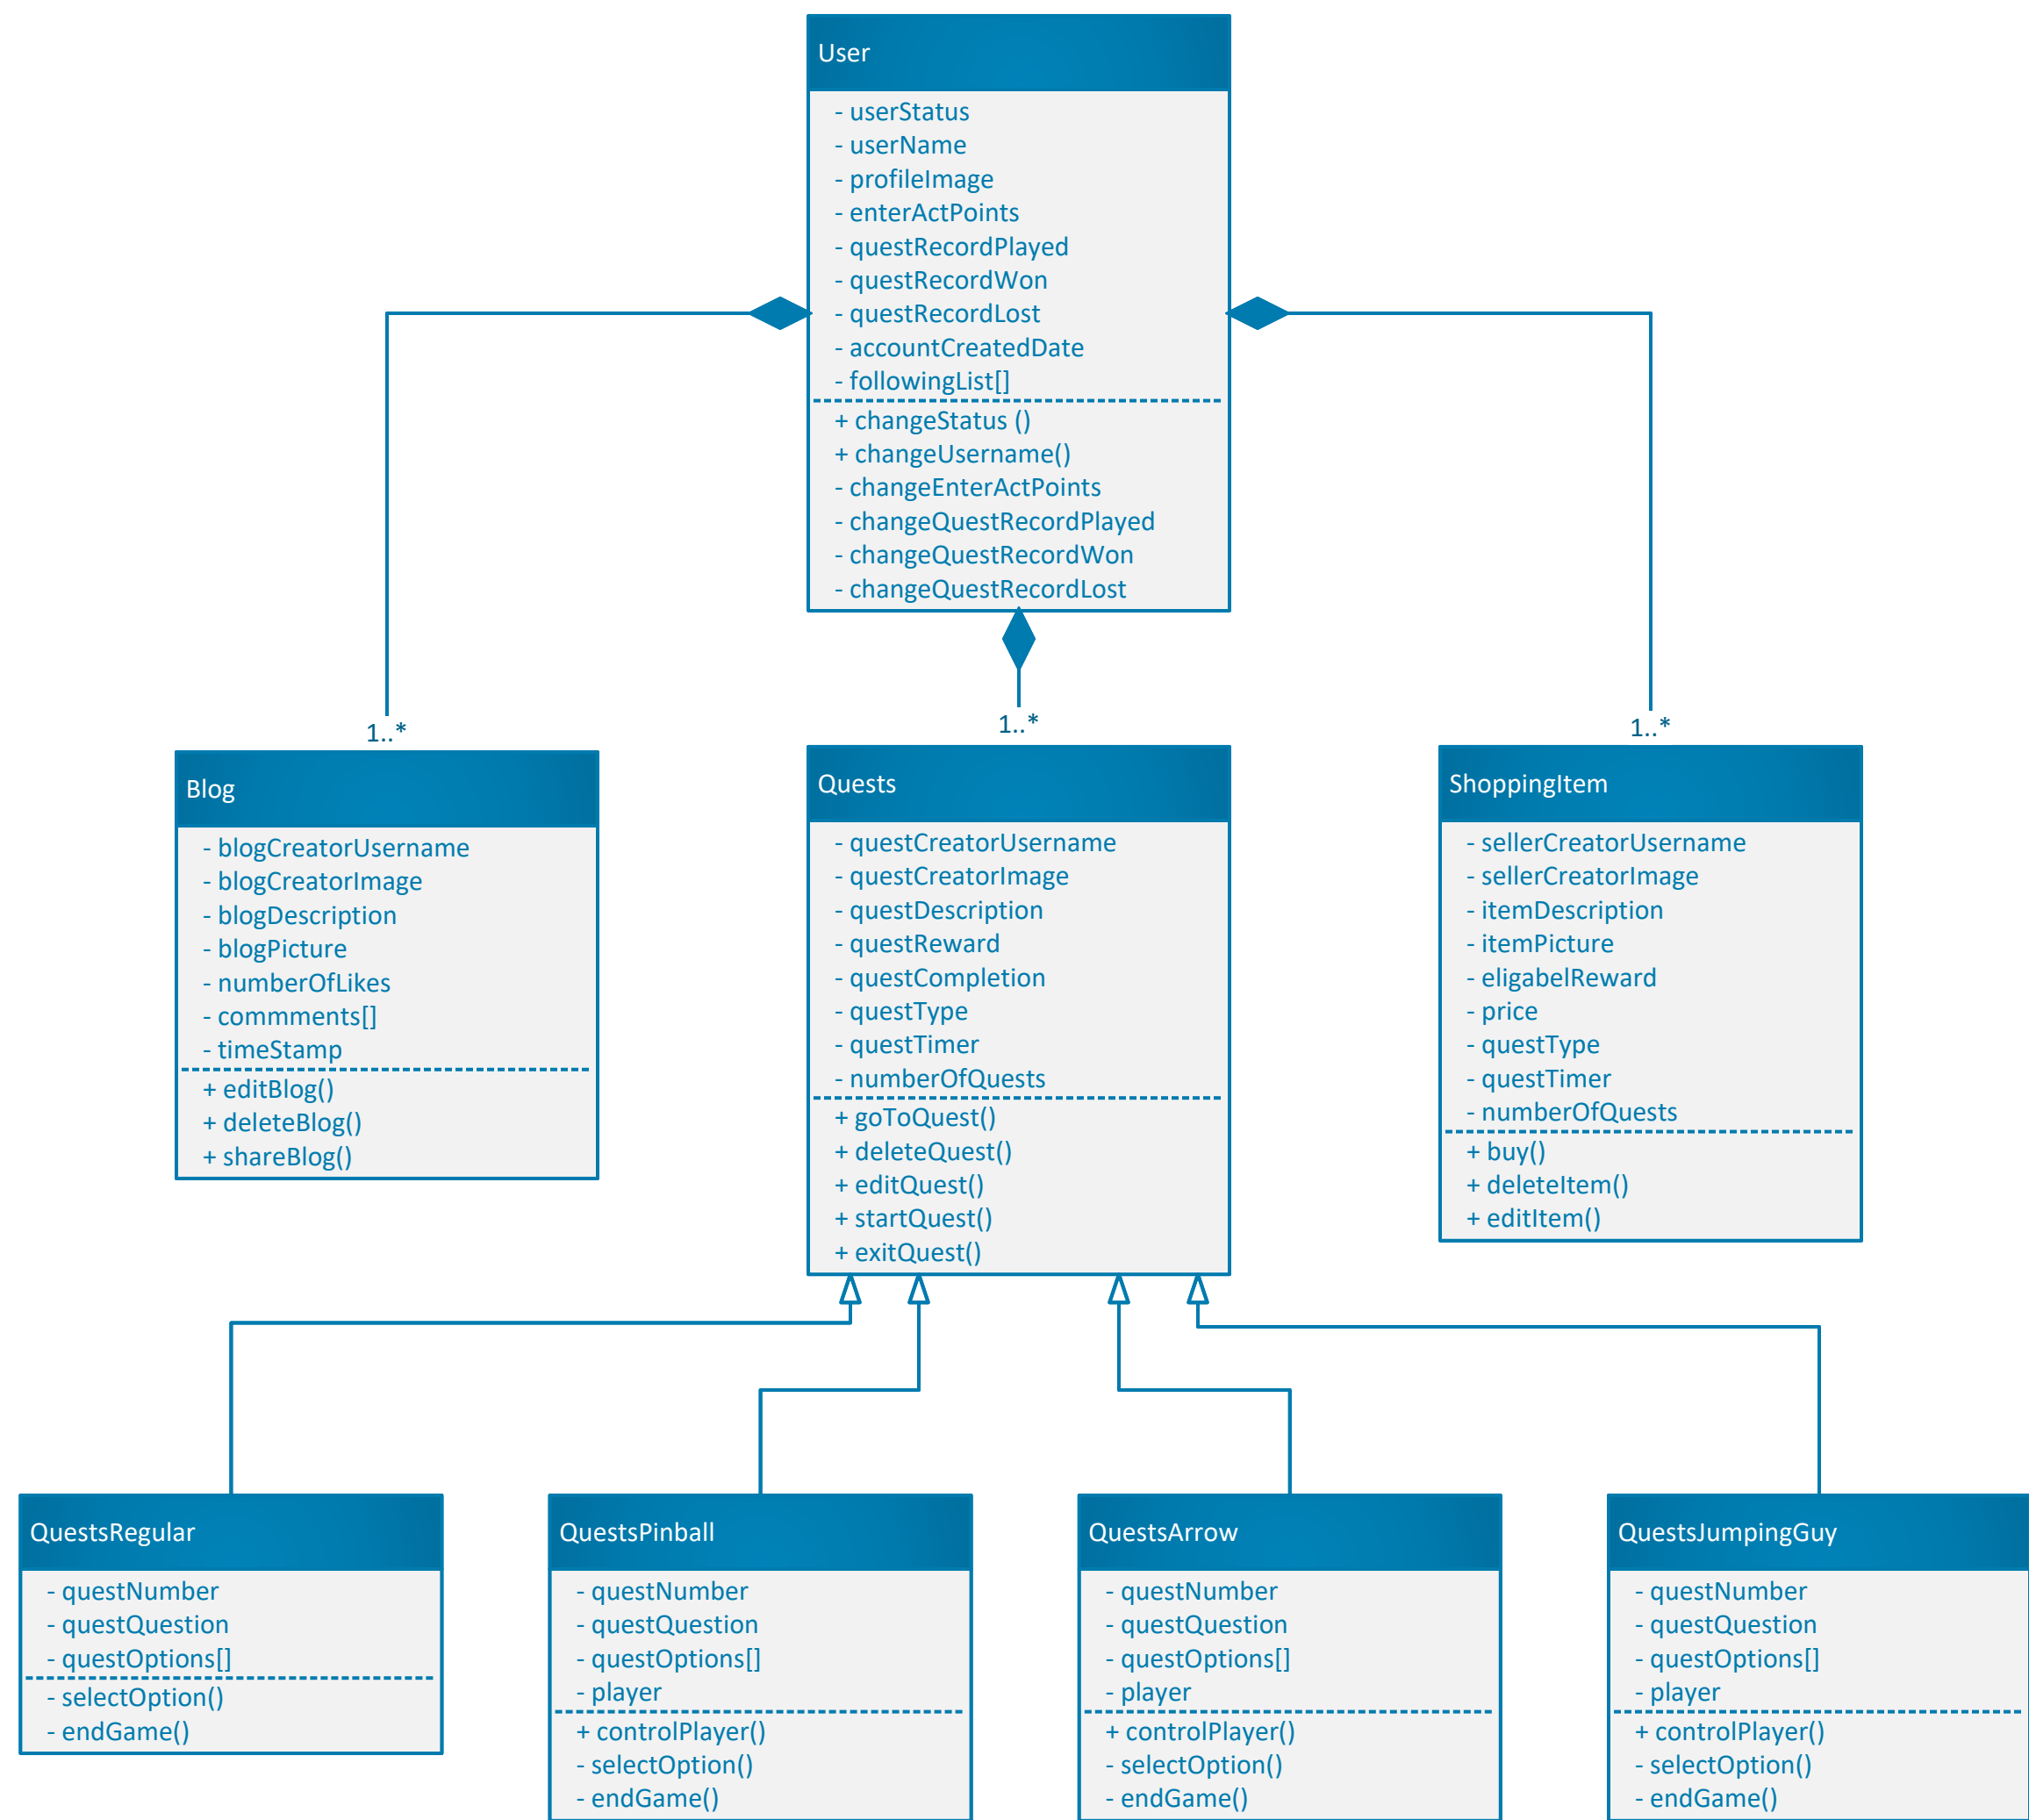 User
- userStatus
- userName
- profileImage
- enterActPoints
- questRecordPlayed
- questRecordWon
- questRecordLost
- accountCreatedDate
- followingList[]
+ changeStatus ()
+ changeUsername()
- changeEnterActPoints
- changeQuestRecordPlayed
- changeQuestRecordWon
- changeQuestRecordLost
1..*
1..*
1..*
Blog
- blogCreatorUsername
- blogCreatorImage
- blogDescription
- blogPicture
- numberOfLikes
- commments[]
- timeStamp
+ editBlog()
+ deleteBlog()
+ shareBlog()
Quests
- questCreatorUsername
- questCreatorImage
- questDescription
- questReward
- questCompletion
- questType
- questTimer
- numberOfQuests
+ goToQuest()
+ deleteQuest()
+ editQuest()
+ startQuest()
+ exitQuest()
ShoppingItem
- sellerCreatorUsername
- sellerCreatorImage
- itemDescription
- itemPicture
- eligabelReward
- price
- questType
- questTimer
- numberOfQuests
+ buy()
+ deleteItem()
+ editItem()
QuestsRegular
- questNumber
- questQuestion
- questOptions[]
- selectOption()
- endGame()
QuestsPinball
- questNumber
- questQuestion
- questOptions[]
- player
+ controlPlayer()
- selectOption()
- endGame()
QuestsArrow
- questNumber
- questQuestion
- questOptions[]
- player
+ controlPlayer()
- selectOption()
- endGame()
QuestsJumpingGuy
- questNumber
- questQuestion
- questOptions[]
- player
+ controlPlayer()
- selectOption()
- endGame()